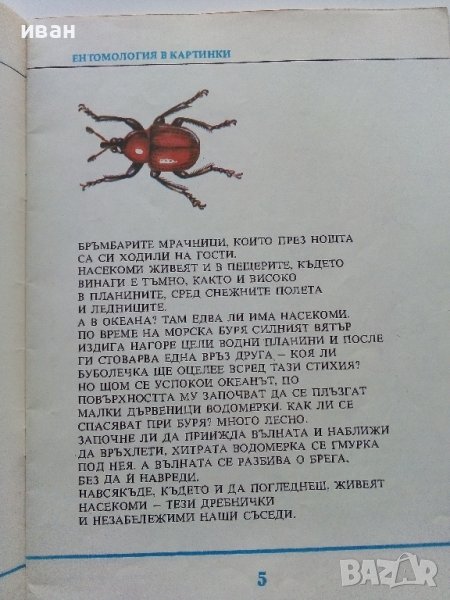 иван
ЕНТОМОЛОГИЯ В КАРТИНКИ
БРЪМБАРИТЕ МРАЧНИЦИ, КОИТО ПРЕЗ НОЩТА
СА СИ ХОДИЛИ НА ГОСТИ.
НАСЕКОМИ ЖИВЕЯТ И В ПЕЩЕРИТЕ, КЪДЕТО
ВИНАГИ Е ТЪМНО, КАКТО И ВИСОКО
В ПЛАНИНИТЕ, СРЕД СНЕЖНИТЕ ПОЛЕТА
И ЛЕДНИЦИТЕ.
А В ОКЕАНА? ТАМ ЕДВА ЛИ ИМА НАСЕКОМИ.
ПО ВРЕМЕ НА МОРСКА БУРЯ СИЛНИЯТ ВЯТЪР
ИЗДИГА НАГОРЕ ЦЕЛИ ВОДНИ ПЛАНИНИ И ПОСЛЕ
ГИ СТОВАРВА ЕДНА ВРЪЗ ДРУГА – КОЯ ЛИ
БУБОЛЕЧКА ЩЕ ОЦЕЛЕЕ ВСРЕД ТАЗИ СТИХИЯ?
НО ЩОМ СЕ УСПОКОИ ОКЕАНЪТ, ПО
ПОВЪРХНОСТТА МУ ЗАПОЧВАТ ДА СЕ ПЛЪЗГАТ
МАЛКИ ДЪРВЕНИЦИ ВОДОМЕРКИ. КАК ЛИ СЕ
СПАСЯВАТ ПРИ БУРЯ? МНОГО ЛЕСНО.
ЗАПОЧНЕ ЛИ ДА ПРИИЖДА ВЪЛНАТА И НАБЛИЖИ
ДА ВРЪХЛЕТИ, ХИТРАТА ВОДОМЕРКА СЕ ГМУРКА
ПОД НЕЯ. А ВЪЛНАТА СЕ РАЗБИВА О БРЕГА,
БЕЗ ДА Й НАВРЕДИ.
НАВСЯКЪДЕ, КЪДЕТО И ДА ПОГЛЕДНЕШ, ЖИВЕЯТ
НАСЕКОМИ – ТЕЗИ ДРЕБНИЧКИ
И НЕЗАБЕЛЕЖИМИ НАШИ СЪСЕДИ.
5
BAZAR